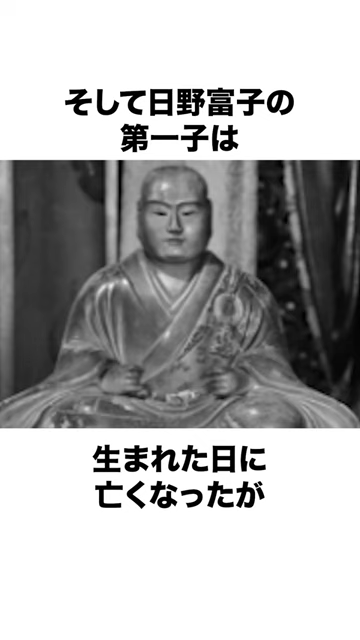 そして日野富子の
第一子は
生まれた日に
亡くなったが